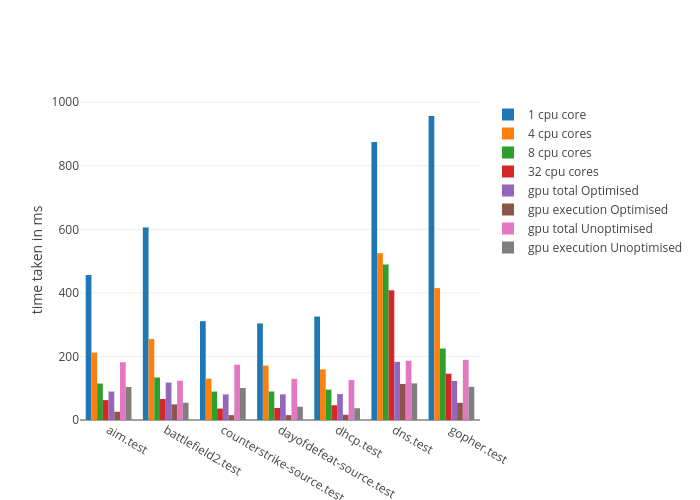 1000
800
600
400
200
0
time taken in ms
aim.test
battlefield2.test
counterstrike-source.test
dayofdefeat-source.test
dhcp.test
dns.test
gopher.test
1 cpu core
4 cpu cores
8 cpu cores
32 cpu cores
gpu total Optimised
gpu execution Optimised
gpu total Unoptimised
gpu execution Unoptimised